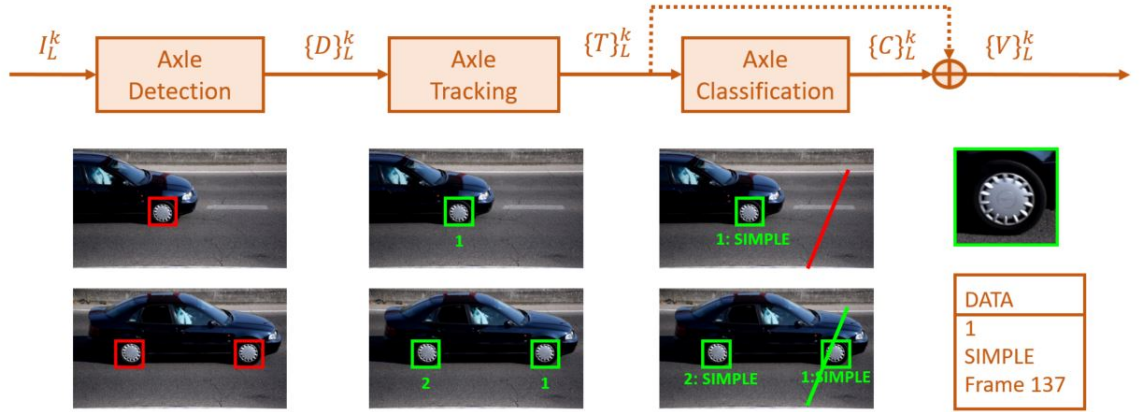 I_L^k
Axle
Detection
{D}_L^k
Axle
Tracking
{T}_L^k
Axle
Classification
{C}_L^k
{V}_L^k
1
1: SIMPLE
2
1
2: SIMPLE
1:SIMPLE
DATA
1
SIMPLE
Frame 137